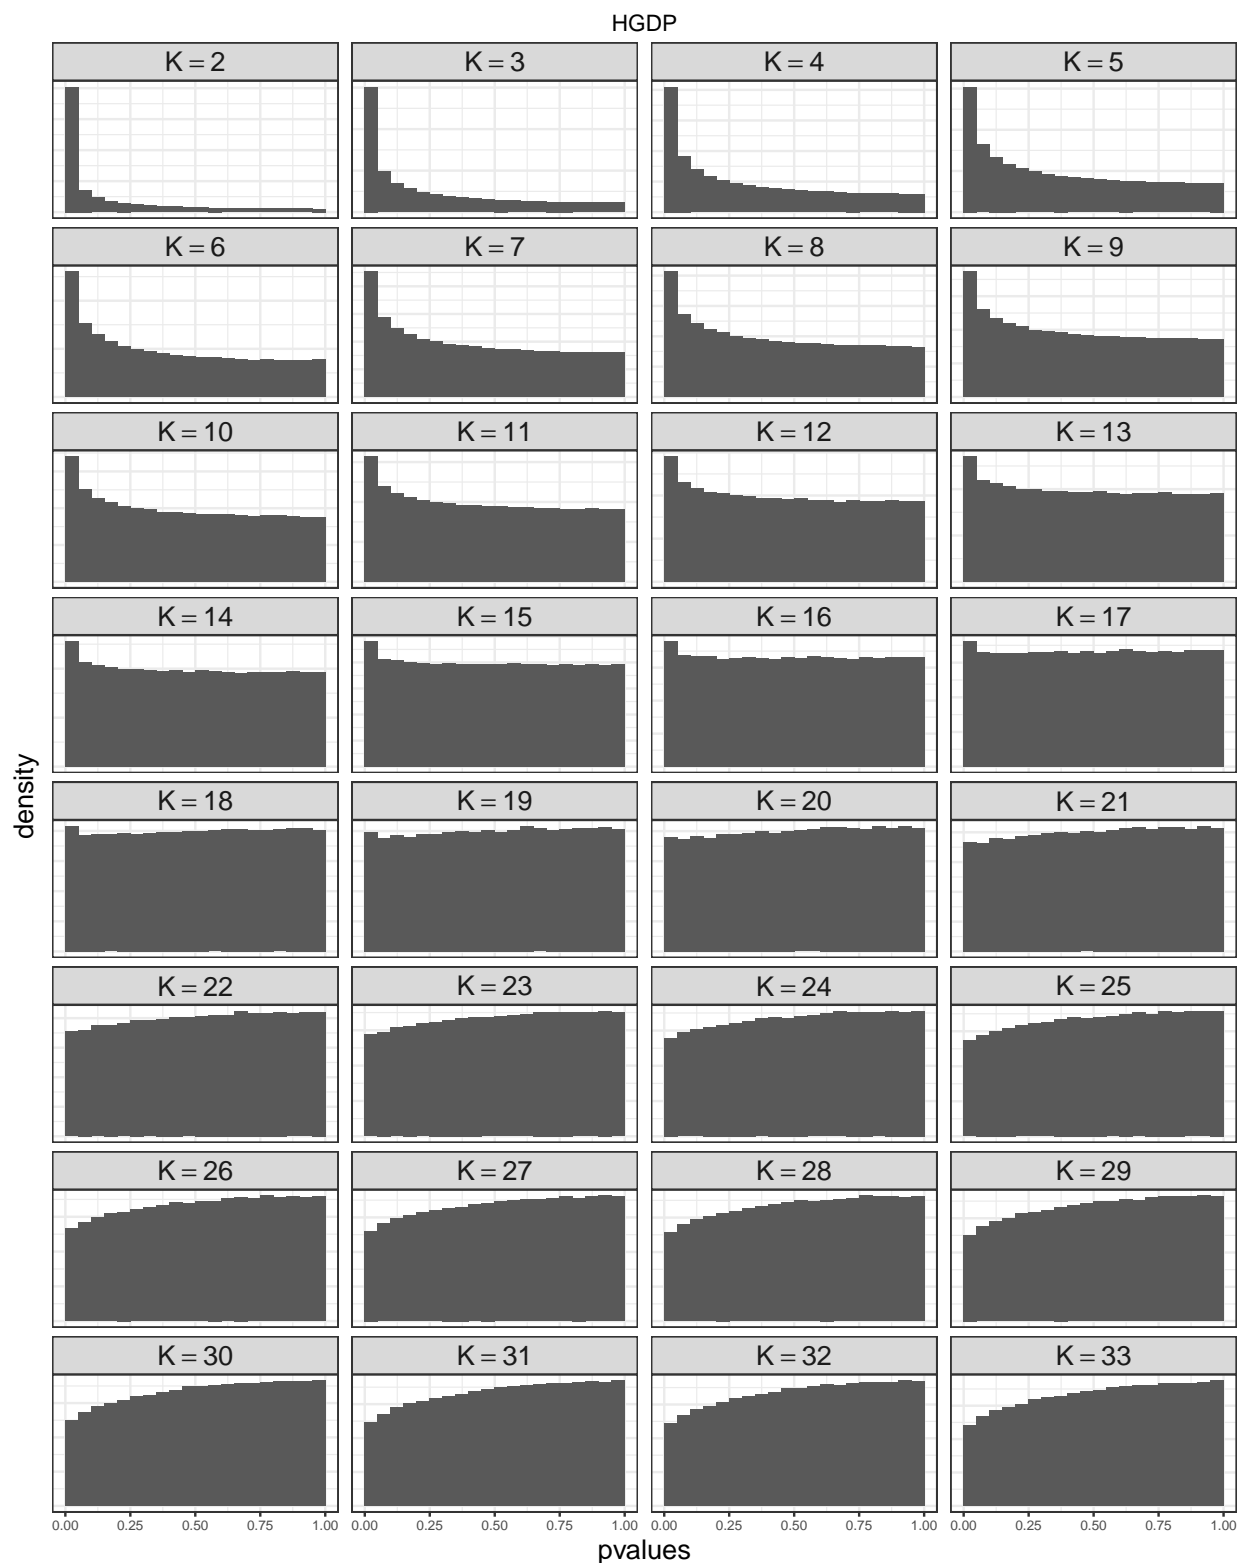 HGDP
K = 2 K = 3 K = 4 K = 5
K = 6 K = 7 K = 8 K = 9
K = 10 K = 11 K = 12 K = 13
K = 14 K = 15 K = 16 K = 17
density
K = 18 K = 19 K = 20 K = 21
K = 22 K = 23 K = 24 K = 25
K = 26 K = 27 K = 28 K = 29
K = 30 K = 31 K = 32 K = 33
0.00 0.25 0.50 0.75 1.00 0.00 0.25 0.50 0.75 1.00 0.00 0.25 0.50 0.75 1.00 0.00 0.25 0.50 0.75 1.00
pvalues